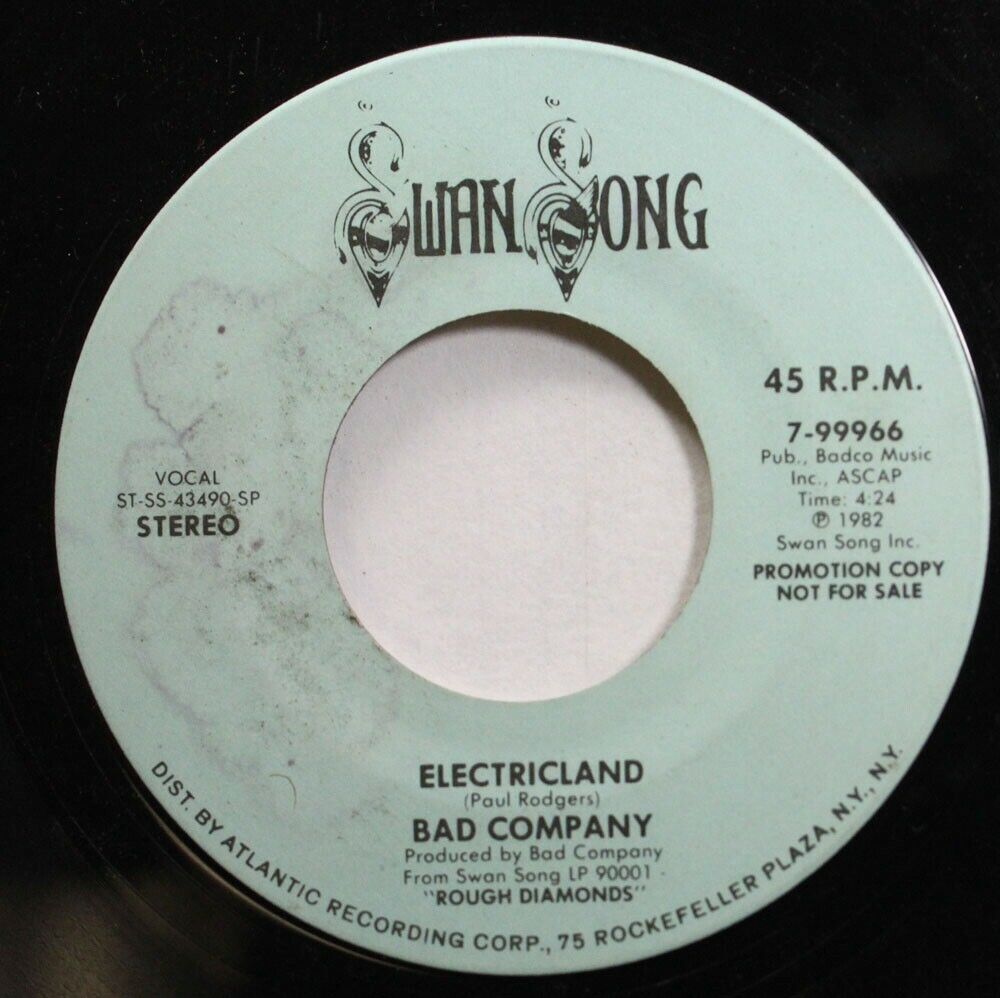 SWAN SONG
45 R.P.M.
7-99966
Pub., Badco Music
Inc., ASCAP
Time: 4:24
℗ 1982
Swan Song Inc.
PROMOTION COPY
NOT FOR SALE
VOCAL
ST-SS-43490-SP
STEREO
ELECTRICLAND
(Paul Rodgers)
BAD COMPANY
Produced by Bad Company
From Swan Song LP 90001
"ROUGH DIAMONDS"
DIST. BY ATLANTIC RECORDING CORP., 75 ROCKEFELLER PLAZA, N.Y., N.Y.